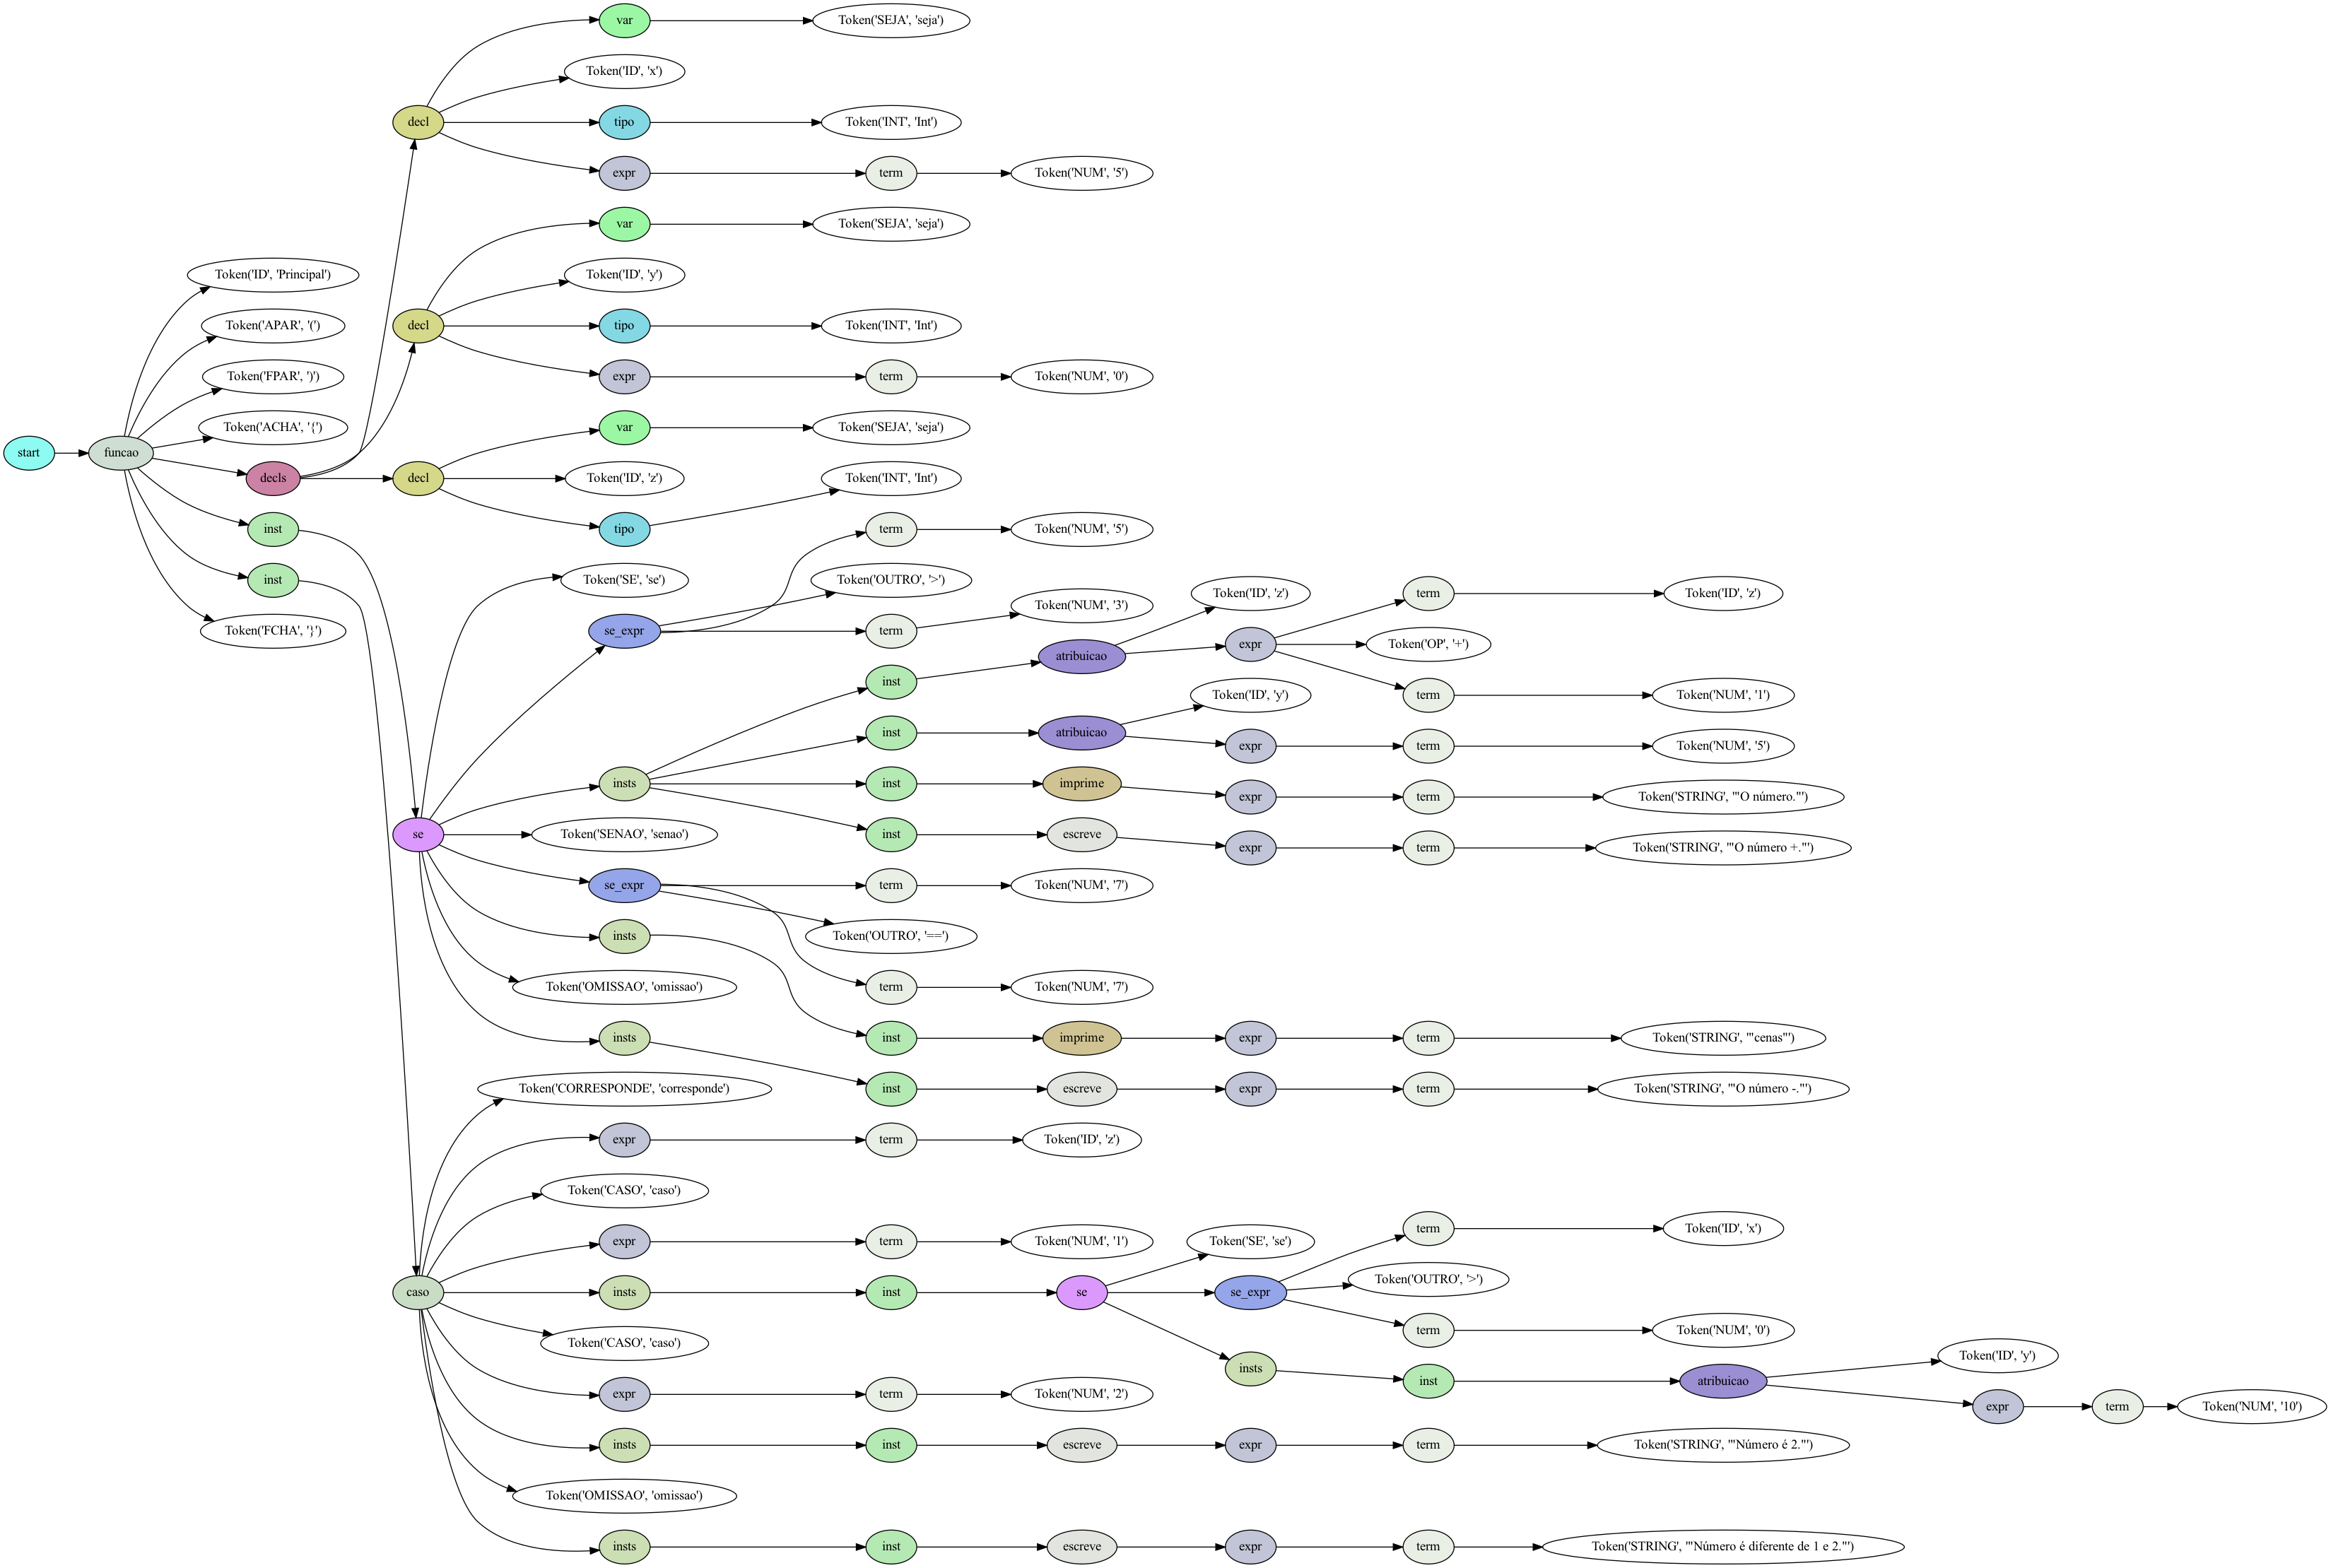 start
funcao
Token('ID', 'Principal')
Token('APAR', '(')
Token('FPAR', ')')
Token('ACHA', '{')
decls
decl
var
Token('SEJA', 'seja')
Token('ID', 'x')
tipo
Token('INT', 'Int')
expr
term
Token('NUM', '5')
decl
var
Token('SEJA', 'seja')
Token('ID', 'y')
tipo
Token('INT', 'Int')
expr
term
Token('NUM', '0')
decl
var
Token('SEJA', 'seja')
Token('ID', 'z')
tipo
Token('INT', 'Int')
inst
se
Token('SE', 'se')
se_expr
term
Token('NUM', '5')
Token('OUTRO', '>')
term
Token('NUM', '3')
insts
inst
atribuicao
Token('ID', 'z')
expr
term
Token('ID', 'z')
Token('OP', '+')
term
Token('NUM', '1')
inst
atribuicao
Token('ID', 'y')
expr
term
Token('NUM', '5')
inst
imprime
expr
term
Token('STRING', '"O número."')
inst
escreve
expr
term
Token('STRING', '"O número +."')
Token('SENAO', 'senao')
se_expr
term
Token('NUM', '7')
Token('OUTRO', '==')
term
Token('NUM', '7')
insts
inst
imprime
expr
term
Token('STRING', '"cenas"')
Token('OMISSAO', 'omissao')
insts
inst
escreve
expr
term
Token('STRING', '"O número -."')
inst
caso
Token('CORRESPONDE', 'corresponde')
expr
term
Token('ID', 'z')
Token('CASO', 'caso')
expr
term
Token('NUM', '1')
insts
inst
se
Token('SE', 'se')
se_expr
term
Token('ID', 'x')
Token('OUTRO', '>')
term
Token('NUM', '0')
insts
inst
atribuicao
Token('ID', 'y')
expr
term
Token('NUM', '10')
Token('CASO', 'caso')
expr
term
Token('NUM', '2')
insts
inst
escreve
expr
term
Token('STRING', '"Número é 2."')
Token('OMISSAO', 'omissao')
insts
inst
escreve
expr
term
Token('STRING', '"Número é diferente de 1 e 2."')
Token('FCHA', '}')